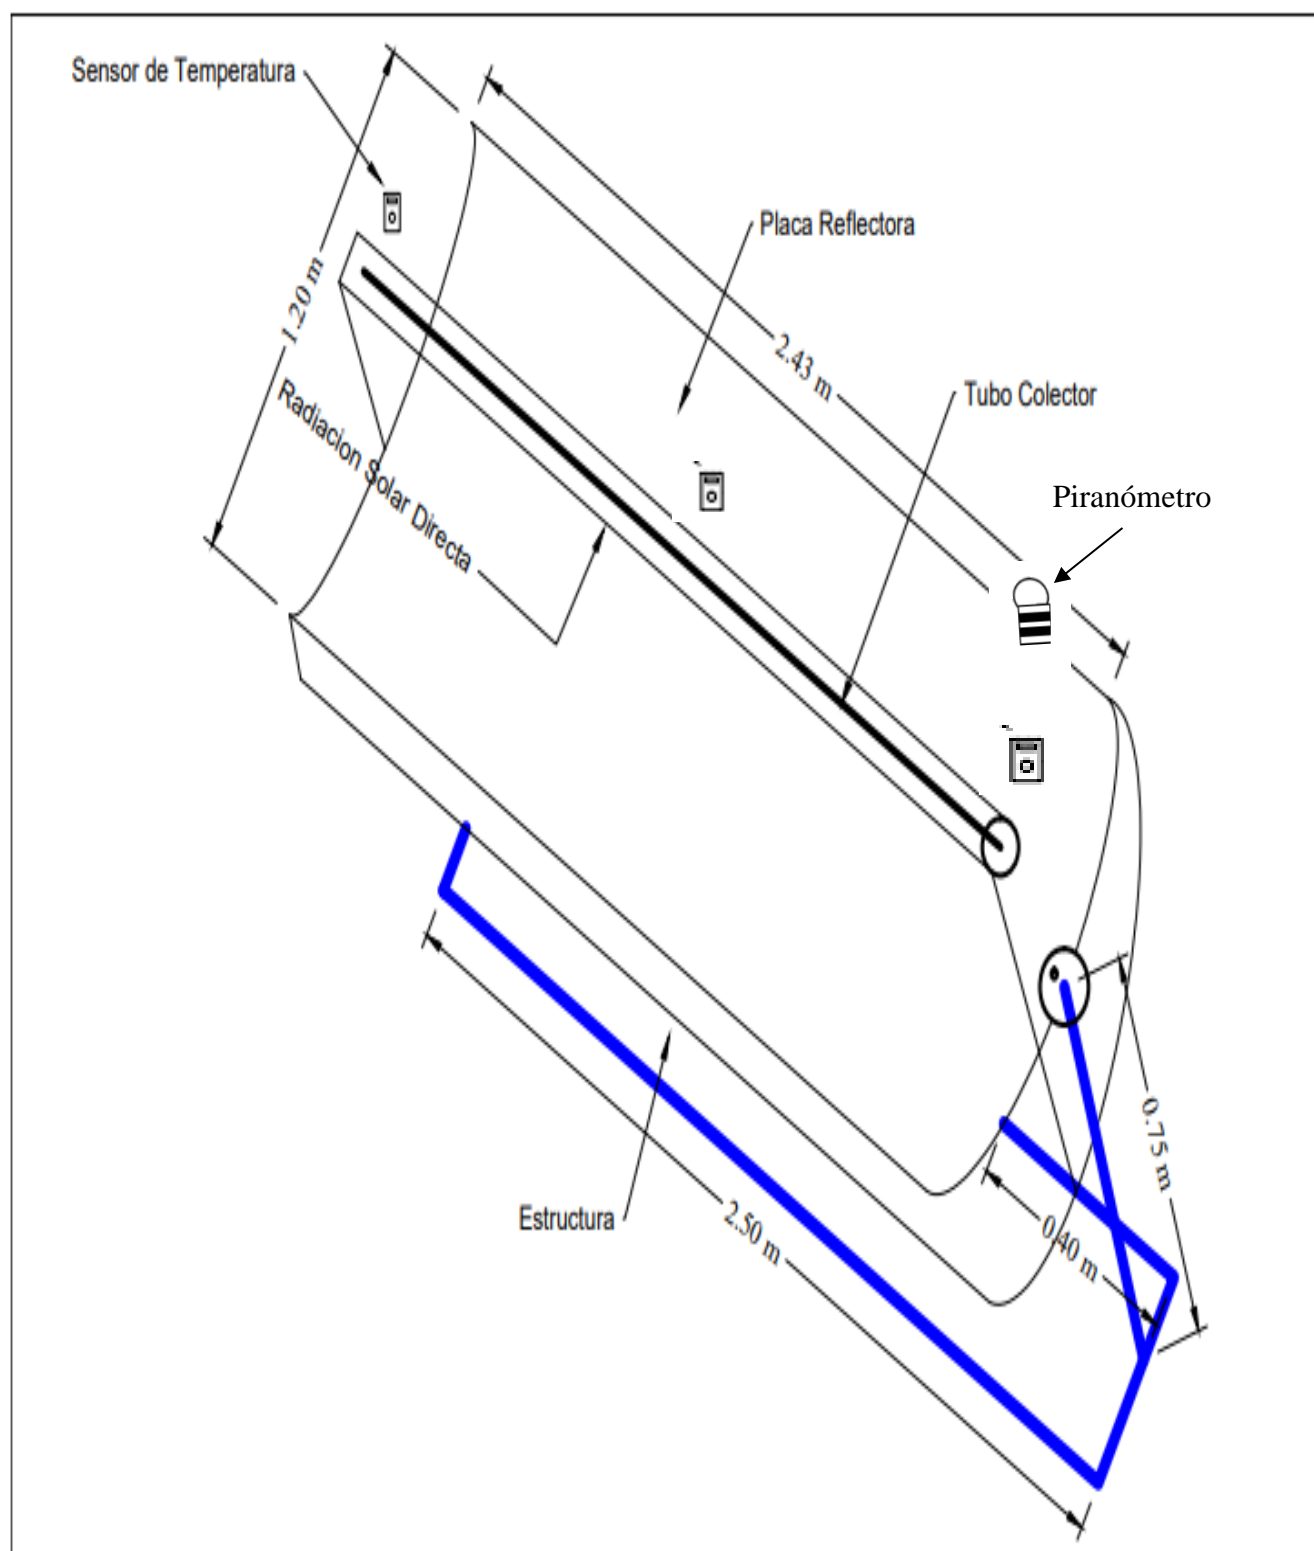 Sensor de Temperatura
Placa Reflectora
1.20 m
2.43 m
Tubo Colector
Radiacion Solar Directa
Piranómetro
0.75 m
Estructura
2.50 m
0.40 m